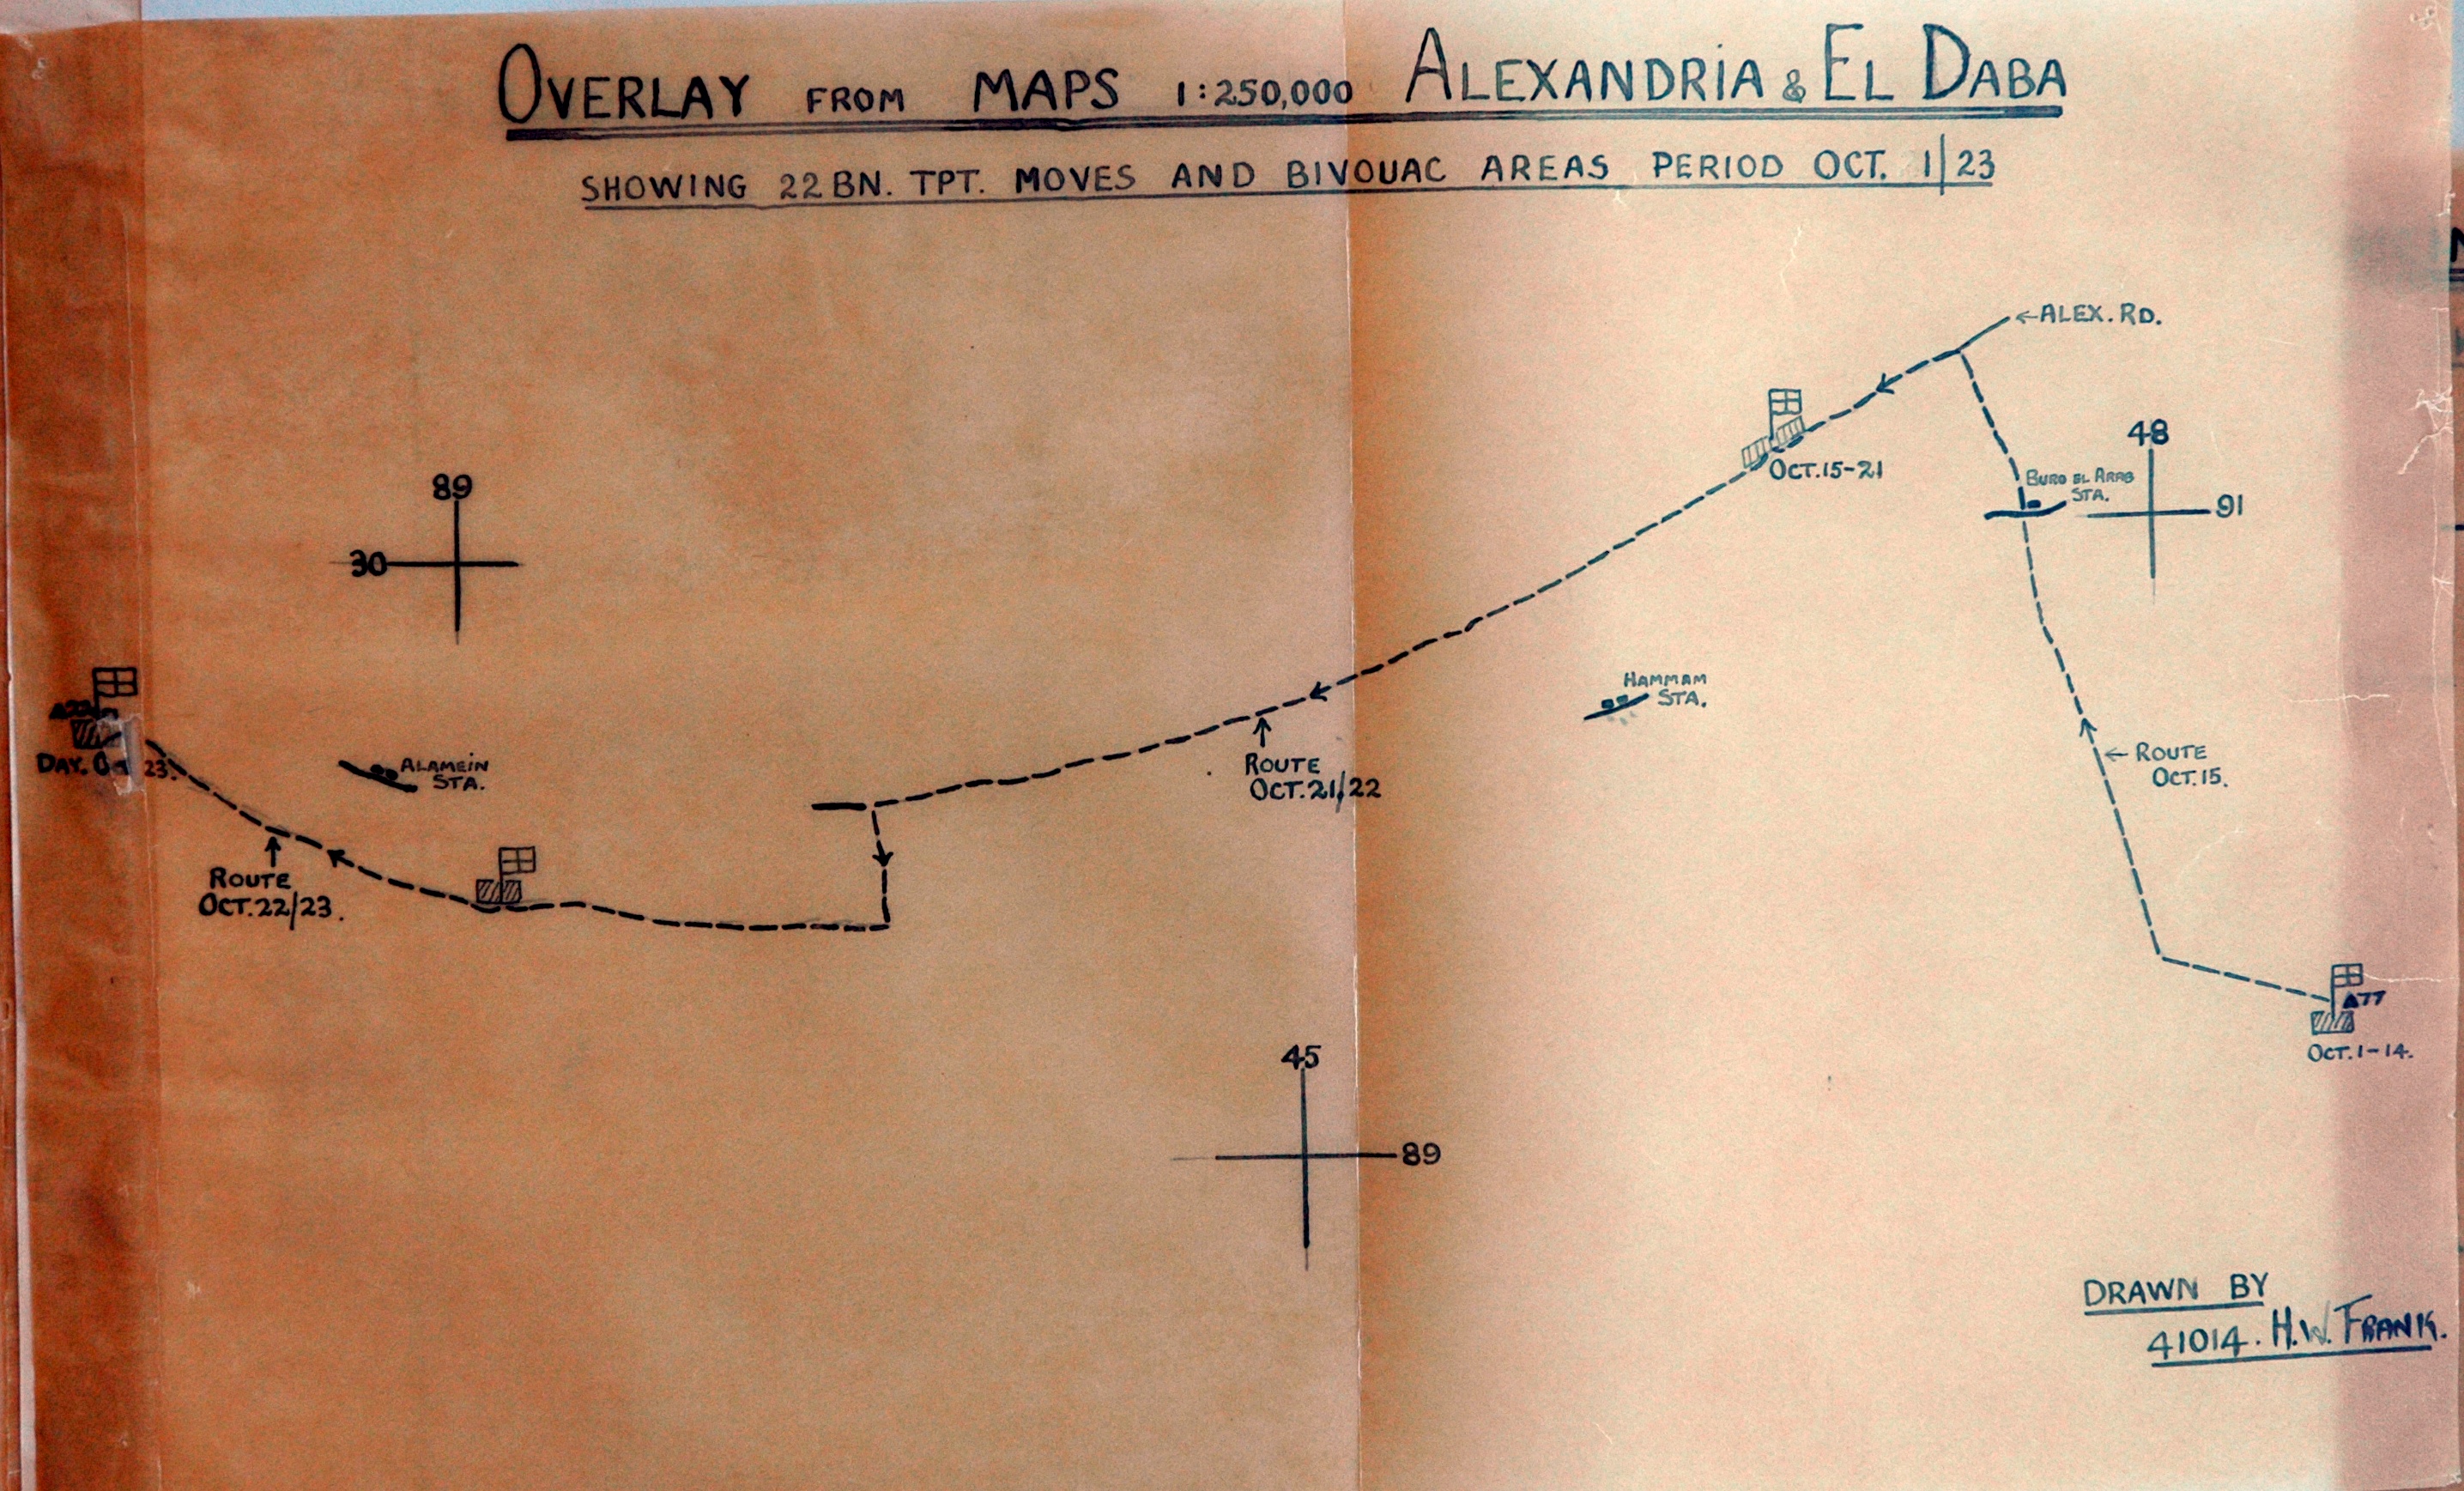 OVERLAY FROM MAPS 1:250,000 ALEXANDRIA & EL DABA
SHOWING 22 BN. TPT. MOVES AND BIVOUAC AREAS PERIOD OCT. 1/23
←ALEX. RD.
OCT. 15-21
48
91
BURG EL ARAB
STA.
89
30
HAMMAM
STA.
DAY. 23.
ALAMEIN
STA.
ROUTE
OCT. 21/22
← ROUTE
OCT. 15.
ROUTE
OCT. 22/23.
A77
OCT. 1-14.
45
89
DRAWN BY
41014. H.W. FRANK.